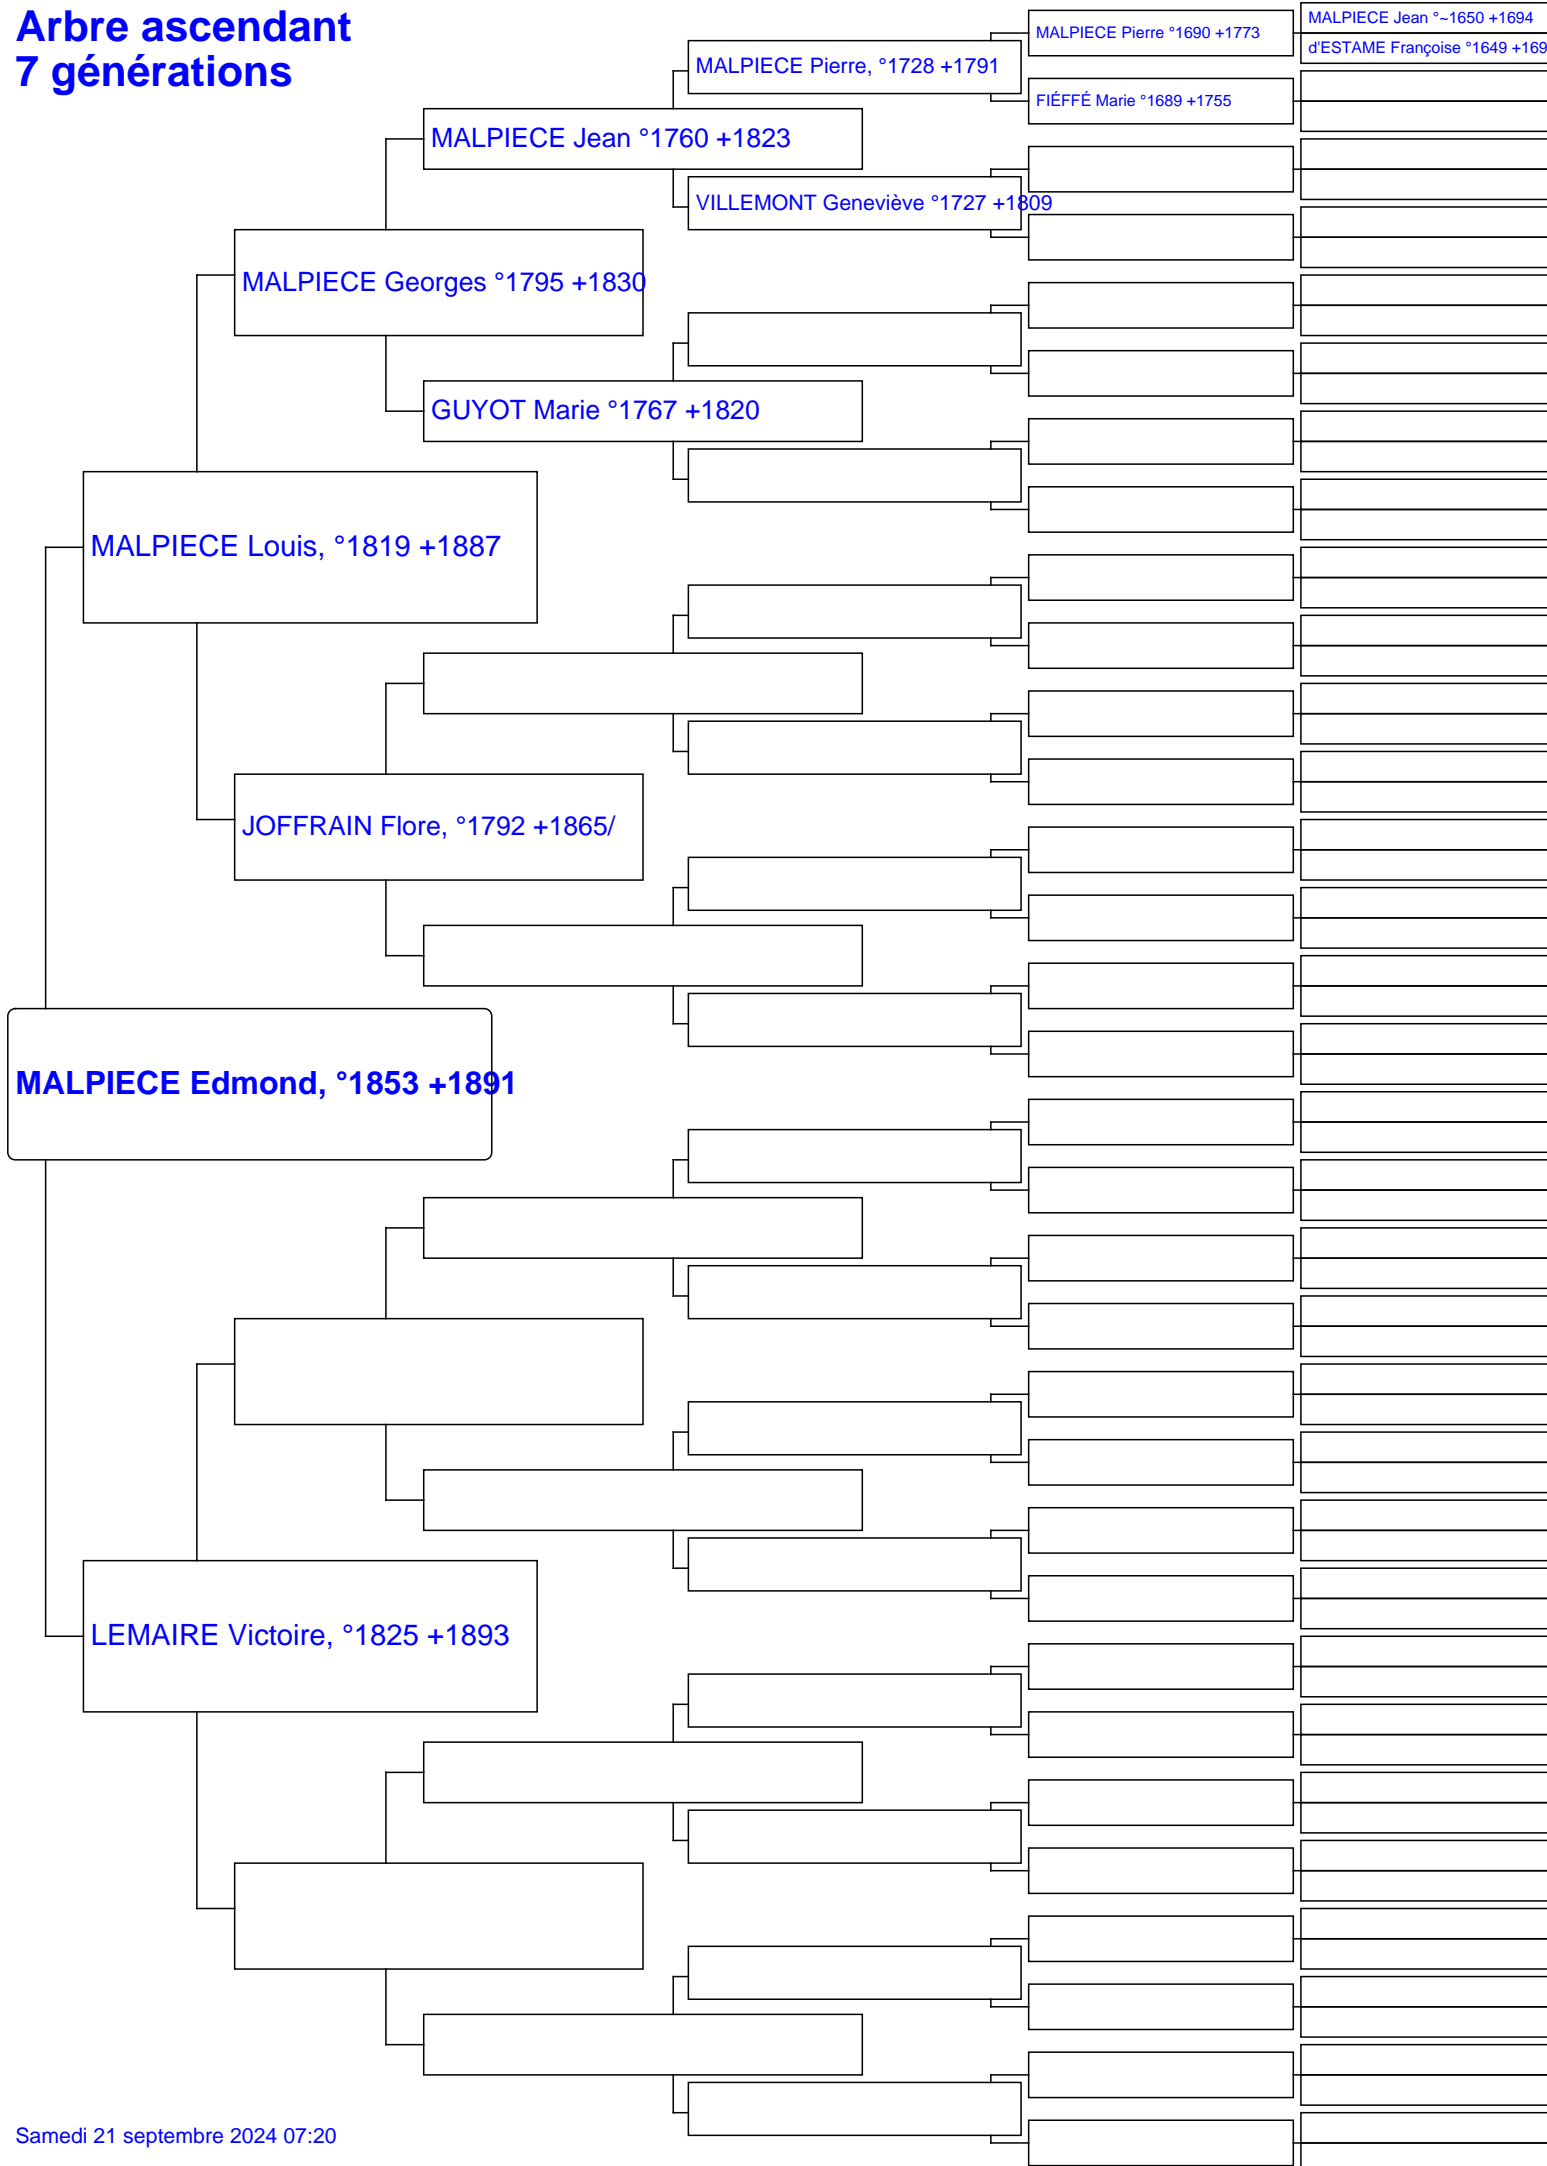 Arbre ascendant
7 générations
MALPIECE Jean °~1650 +1694
d'ESTAME Françoise °1649 +169
MALPIECE Pierre °1690 +1773
MALPIECE Pierre, °1728 +1791
FIÉFFÉ Marie °1689 +1755
MALPIECE Jean °1760 +1823
VILLEMONT Geneviève °1727 +1809
MALPIECE Georges °1795 +1830
GUYOT Marie °1767 +1820
MALPIECE Louis, °1819 +1887
JOFFRAIN Flore, °1792 +1865/
MALPIECE Edmond, °1853 +1891
LEMAIRE Victoire, °1825 +1893
Samedi 21 septembre 2024 07:20